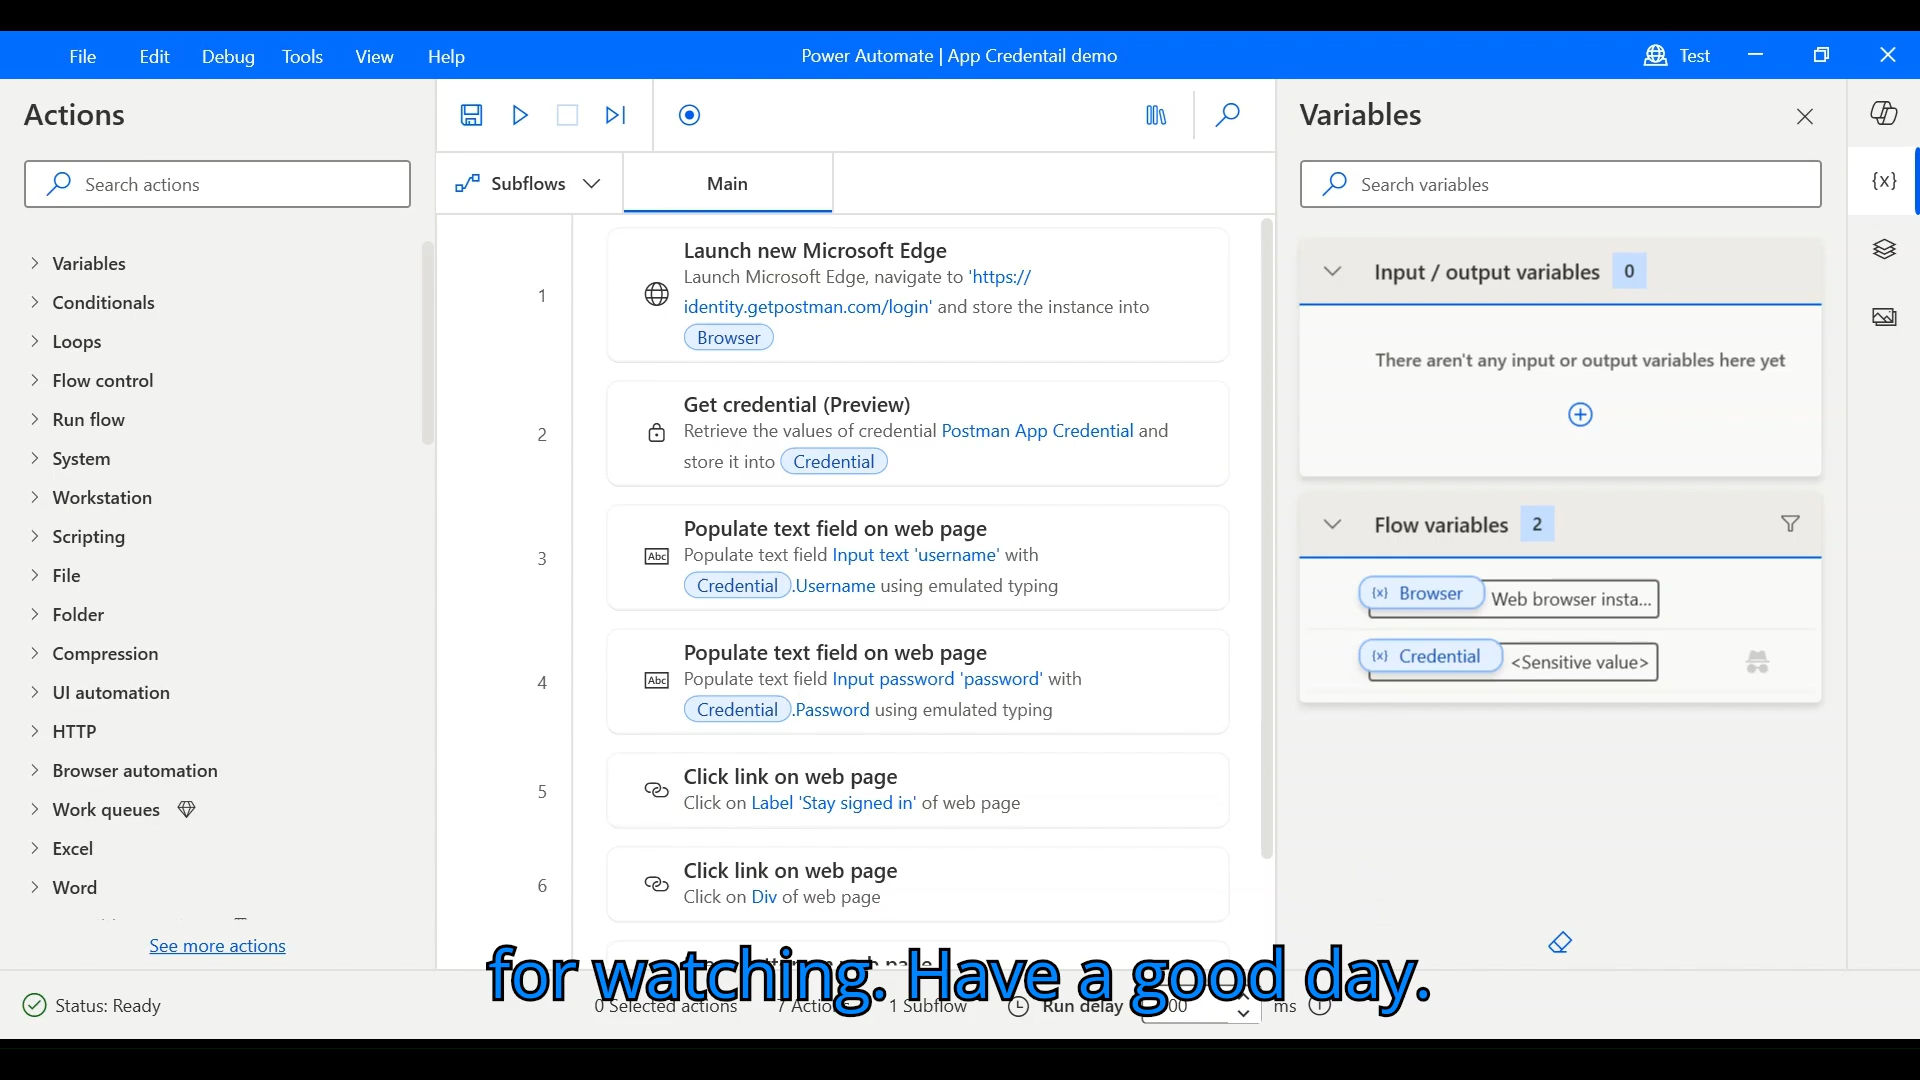 File Edit Debug Tools View Help Power Automate | App Credentail demo Test
Actions
Search actions
Variables
Conditionals
Loops
Flow control
Run flow
System
Workstation
Scripting
File
Folder
Compression
UI automation
HTTP
Browser automation
Work queues
Excel
Word
See more actions
Subflows Main
1
Launch new Microsoft Edge
Launch Microsoft Edge, navigate to 'https://
identity.getpostman.com/login' and store the instance into
Browser
2
Get credential (Preview)
Retrieve the values of credential Postman App Credential and
store it into Credential
3
Abc
Populate text field on web page
Populate text field Input text 'username' with
Credential .Username using emulated typing
4
Abc
Populate text field on web page
Populate text field Input password 'password' with
Credential .Password using emulated typing
5
Click link on web page
Click on Label 'Stay signed in' of web page
6
Click link on web page
Click on Div of web page
Variables
{x}
Search variables
Input / output variables 0
There aren't any input or output variables here yet
Flow variables 2
{x} Browser Web browser insta...
{x} Credential <Sensitive value>
for watching. Have a good day.
Status: Ready 0 Selected actions 7 1 Subflow Run delay ms